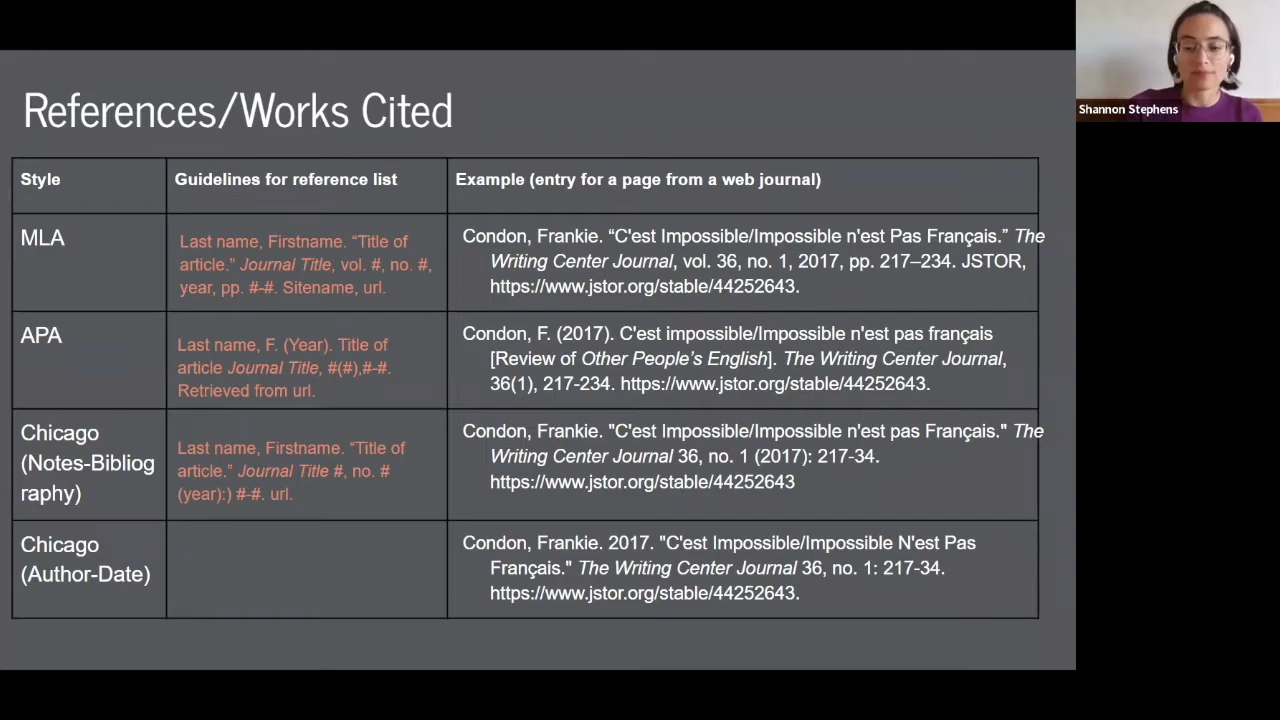 Shannon Stephens
References/Works Cited
Style
Guidelines for reference list
Example (entry for a page from a web journal)
MLA
Last name, Firstname. “Title of
article.” Journal Title, vol. #, no. #,
year, pp. #-#. Sitename, url.
Condon, Frankie. “C'est Impossible/Impossible n'est Pas Français.” The
Writing Center Journal, vol. 36, no. 1, 2017, pp. 217–234. JSTOR,
https://www.jstor.org/stable/44252643.
APA
Last name, F. (Year). Title of
article Journal Title, #(#),#-#.
Retrieved from url.
Condon, F. (2017). C'est impossible/Impossible n'est pas français
[Review of Other People’s English]. The Writing Center Journal,
36(1), 217-234. https://www.jstor.org/stable/44252643.
Chicago
(Notes-Bibliog
raphy)
Last name, Firstname. “Title of
article.” Journal Title #, no. #
(year):) #-#. url.
Condon, Frankie. "C'est Impossible/Impossible n'est pas Français." The
Writing Center Journal 36, no. 1 (2017): 217-34.
https://www.jstor.org/stable/44252643
Chicago
(Author-Date)
Condon, Frankie. 2017. "C'est Impossible/Impossible N'est Pas
Français." The Writing Center Journal 36, no. 1: 217-34.
https://www.jstor.org/stable/44252643.